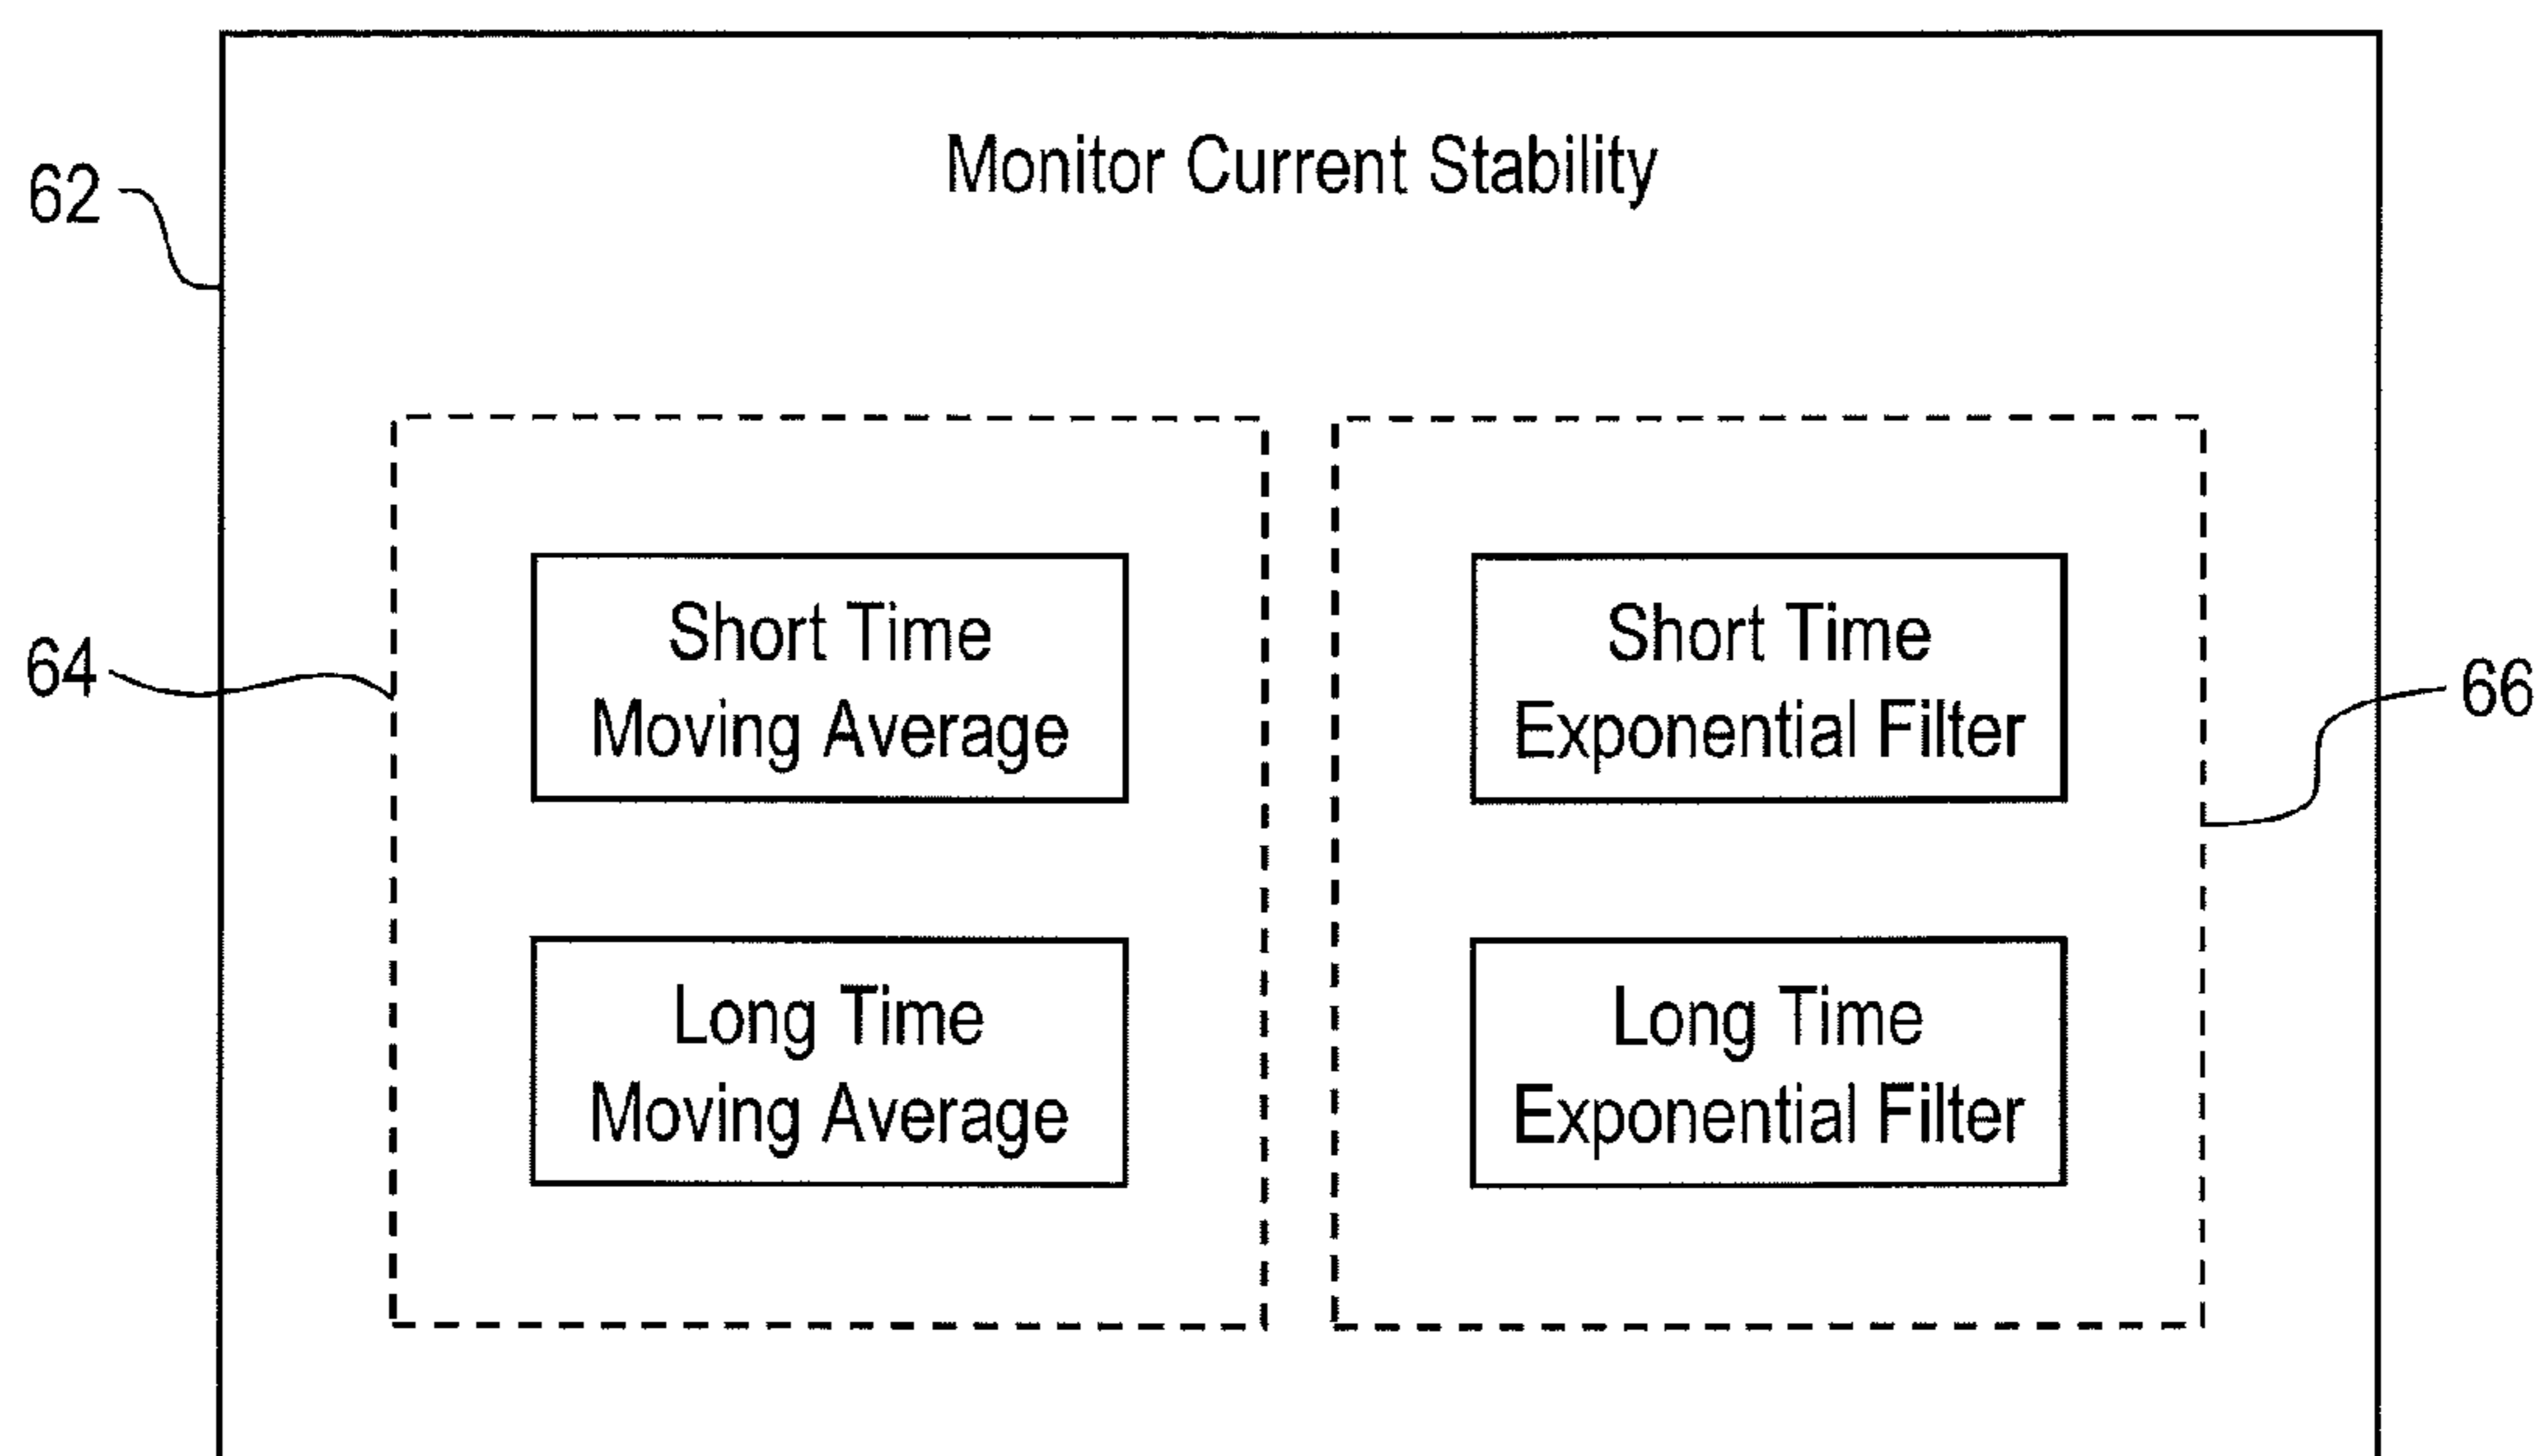 Monitor Current Stability
62
64
Short Time
Moving Average
Long Time
Moving Average
Short Time
Exponential Filter
Long Time
Exponential Filter
66